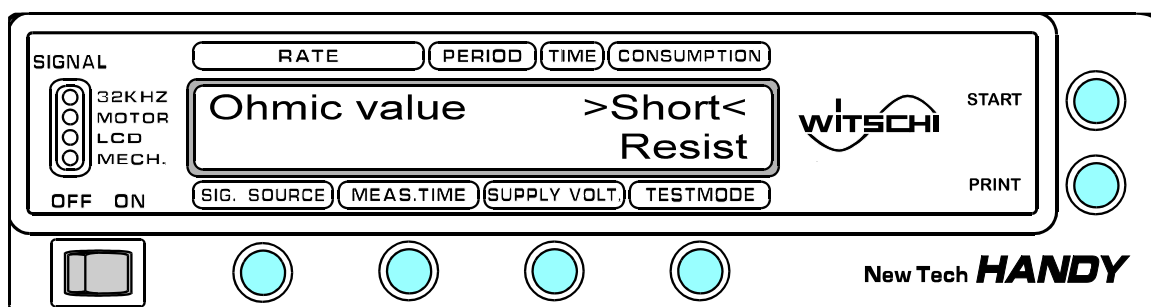 SIGNAL
32KHZ
MOTOR
LCD
MECH.
OFF ON
RATE PERIOD TIME CONSUMPTION
Ohmic value >Short<
Resist
SIG. SOURCE MEAS.TIME SUPPLY VOLT. TESTMODE
WITSCHI
START
PRINT
New Tech HANDY